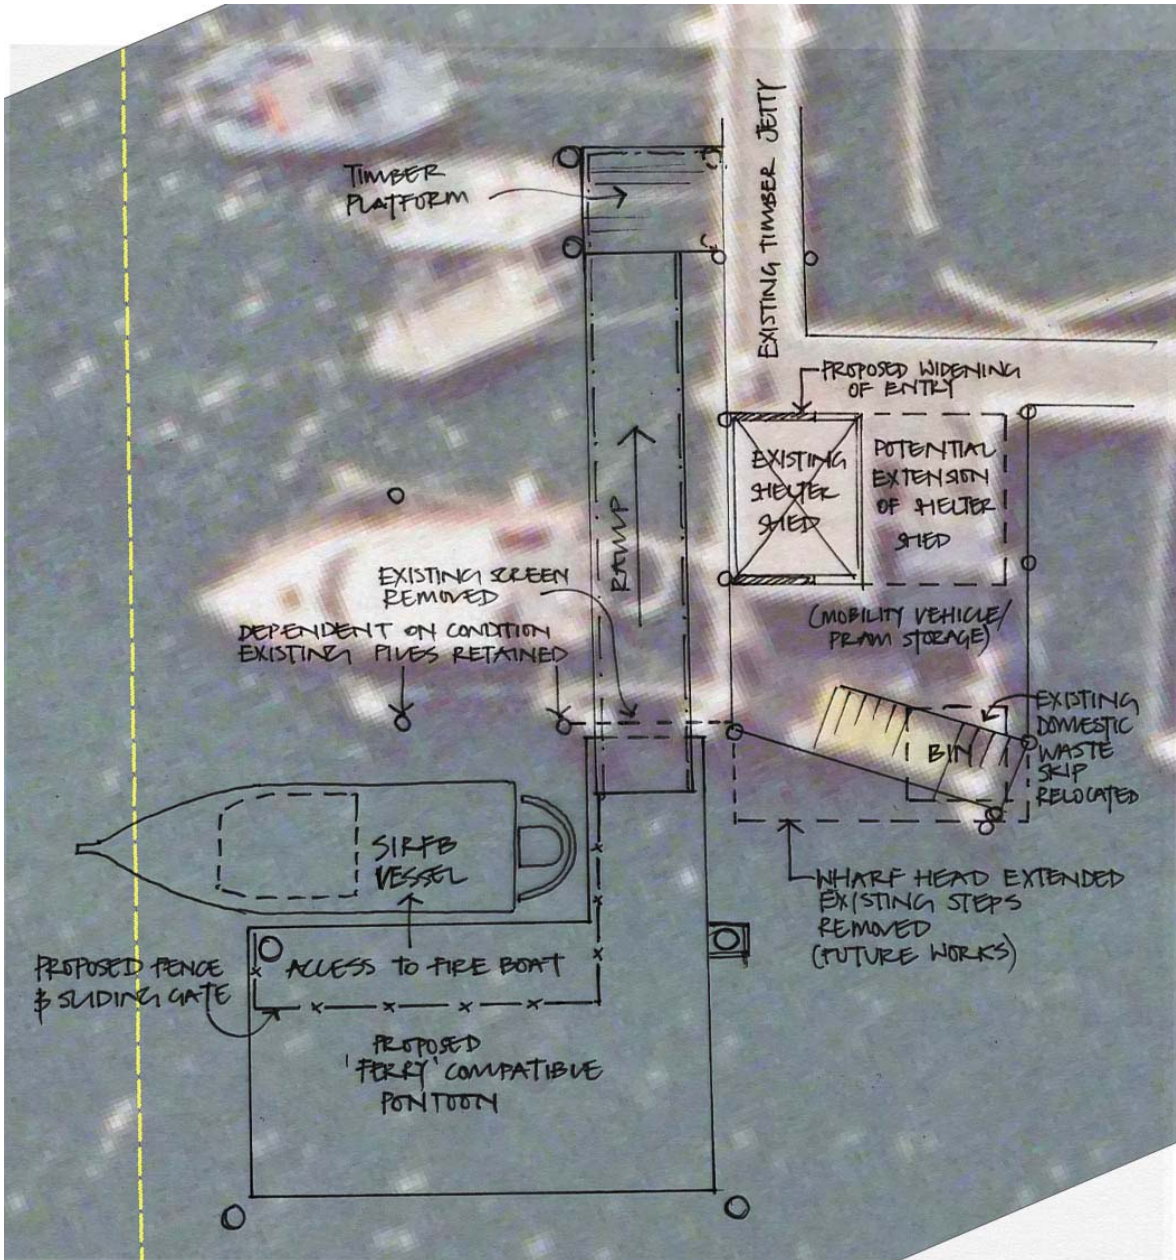 EXISTING TIMBER JETTY
TIMBER
PLATFORM
PROPOSED WIDENING
OF ENTRY
EXISTING
SHELTER
SHED
POTENTIAL
EXTENSION
OF SHELTER
SHED
(MOBILITY VEHICLE/
PRAM STORAGE)
RAMP
EXISTING SCREEN
REMOVED
DEPENDENT ON CONDITION
EXISTING PILES RETAINED
BIN
EXISTING
DOMESTIC
WASTE
SKIP
RELOCATED
SIRFB
VESSEL
WHARF HEAD EXTENDED
EXISTING STEPS
REMOVED
(FUTURE WORKS)
PROPOSED FENCE
& SLIDING GATE
ACCESS TO FIRE BOAT
PROPOSED
'FERRY' COMPATIBLE
PONTOON